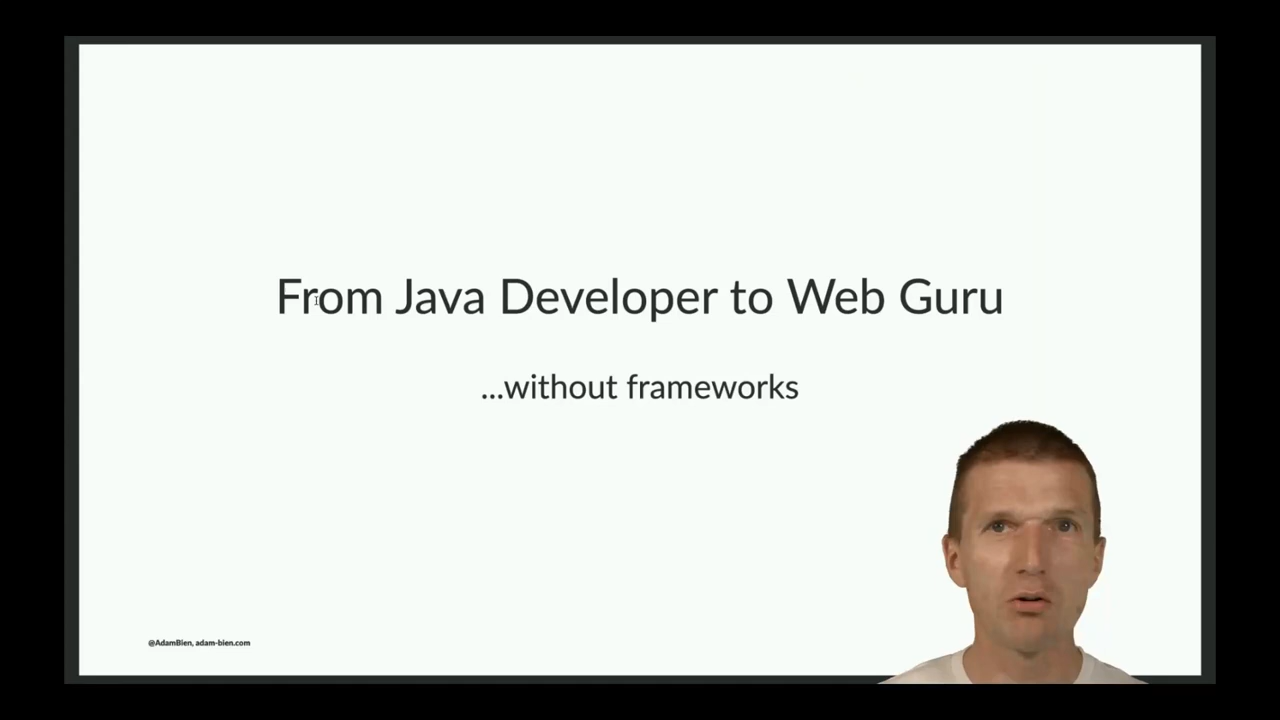 From Java Developer to Web Guru
...without frameworks
@AdamBien, adam-bien.com